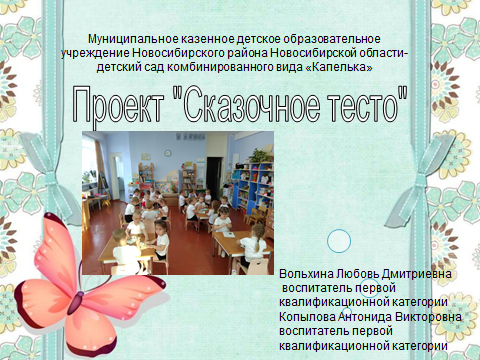 Муниципальное казенное детское образовательное
учреждение Новосибирского района Новосибирской области-
детский сад комбинированного вида «Капелька»
Проект "Сказочное тесто"
Вольхина Любовь Дмитриевна
воспитатель первой
квалификационной категории
Копылова Антонида Викторовна
воспитатель первой
квалификационной категории